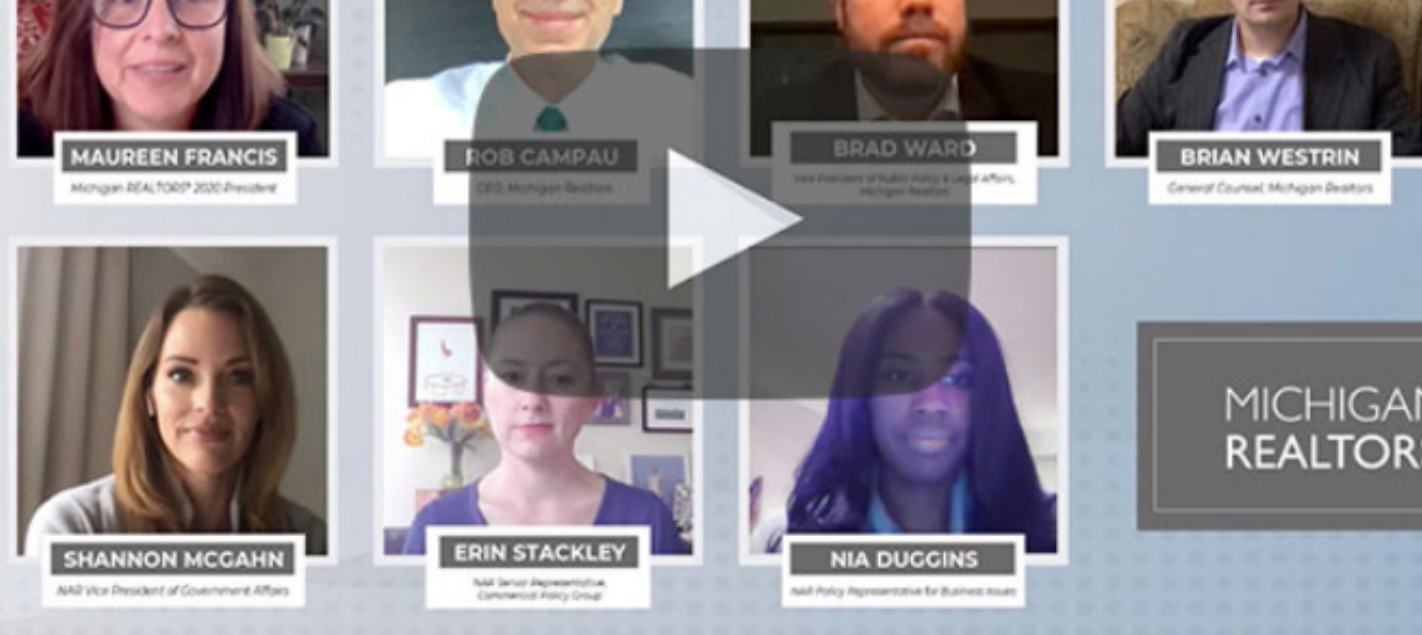 MAUREEN FRANCIS
Michigan REALTORS® 2020 President
ROB CAMPAU
CEO, Michigan Realtors
BRAD WARD
Vice President of Public Policy & Legal Affairs,
Michigan Realtors
BRIAN WESTRIN
General Counsel, Michigan Realtors
SHANNON MCGAHN
NAR Vice President of Government Affairs
ERIN STACKLEY
NAR Senior Representative,
Commercial Policy Group
NIA DUGGINS
NAR Policy Representative for Business Issues
MICHIGAN
REALTORS